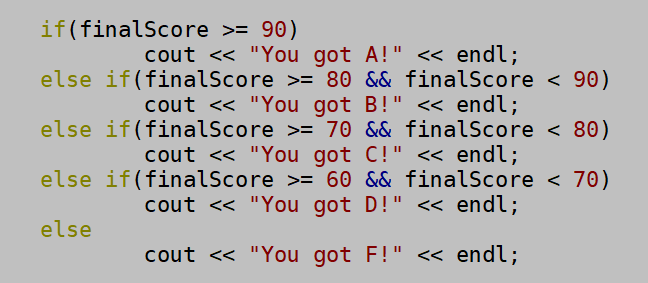 if(finalScore >= 90)
        cout << "You got A!" << endl;
else if(finalScore >= 80 && finalScore < 90)
        cout << "You got B!" << endl;
else if(finalScore >= 70 && finalScore < 80)
        cout << "You got C!" << endl;
else if(finalScore >= 60 && finalScore < 70)
        cout << "You got D!" << endl;
else
        cout << "You got F!" << endl;